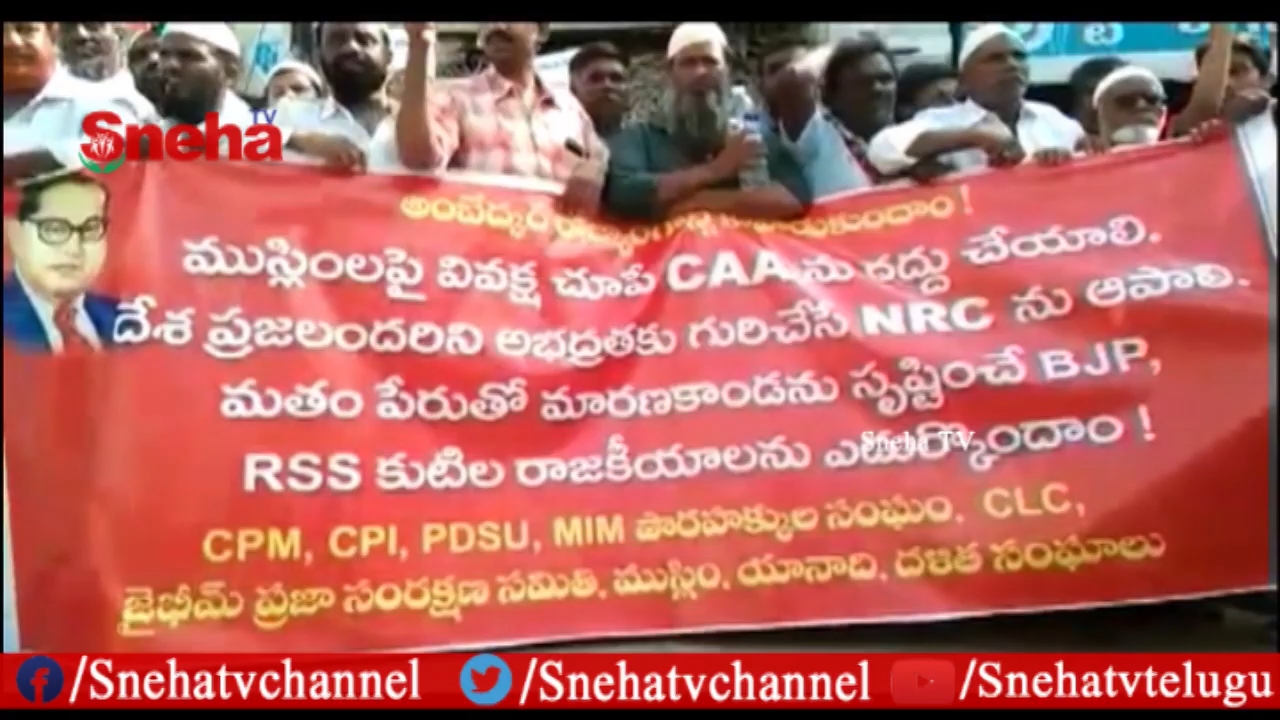 Sneha TV
అంబేద్కర్
ముస్లింలపై వివక్ష చూపే CAA ను రద్దు చేయాలి.
దేశ ప్రజలందరిని అభద్రతకు గురిచేసే NRC ను ఆపాలి.
మతం పేరుతో మారణకాండను సృష్టించే BJP,
RSS కుటిల రాజకీయాలను ఎదుర్కొందాం !
Sneha TV
CPM, CPI, PDSU, MIM పౌరహక్కుల సంఘం, CLC,
జైభీమ్ ప్రజా సంరక్షణ సమితి, ముస్లిం, యానాది, దళిత సంఘాలు
/Snehatvchannel /Snehatvchannel /Snehatvtelugu